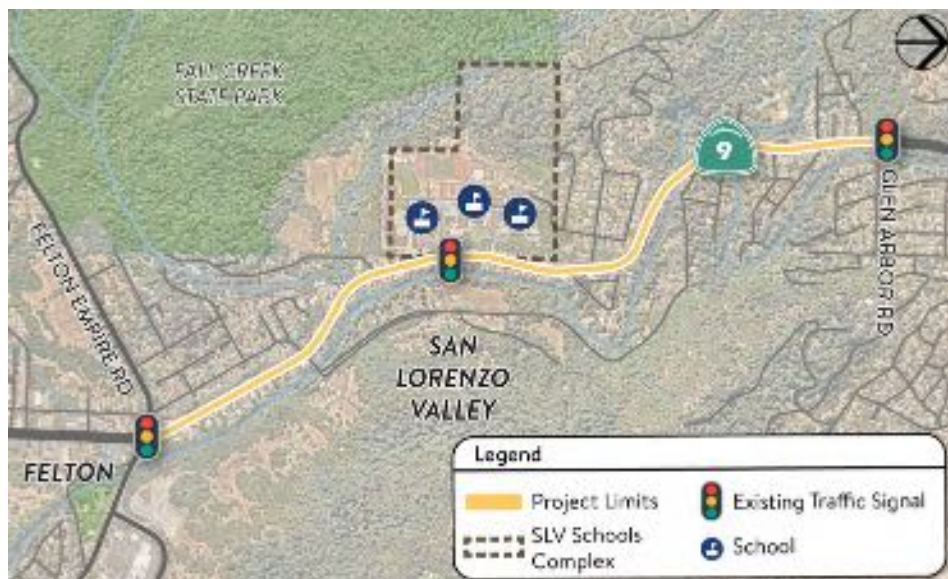 FALL CREEK
STATE PARK
9
GLEN ARBOR RD
FELTON EMPIRE RD
SAN
LORENZO
VALLEY
FELTON
Legend
Project Limits
Existing Traffic Signal
SLV Schools
Complex
School